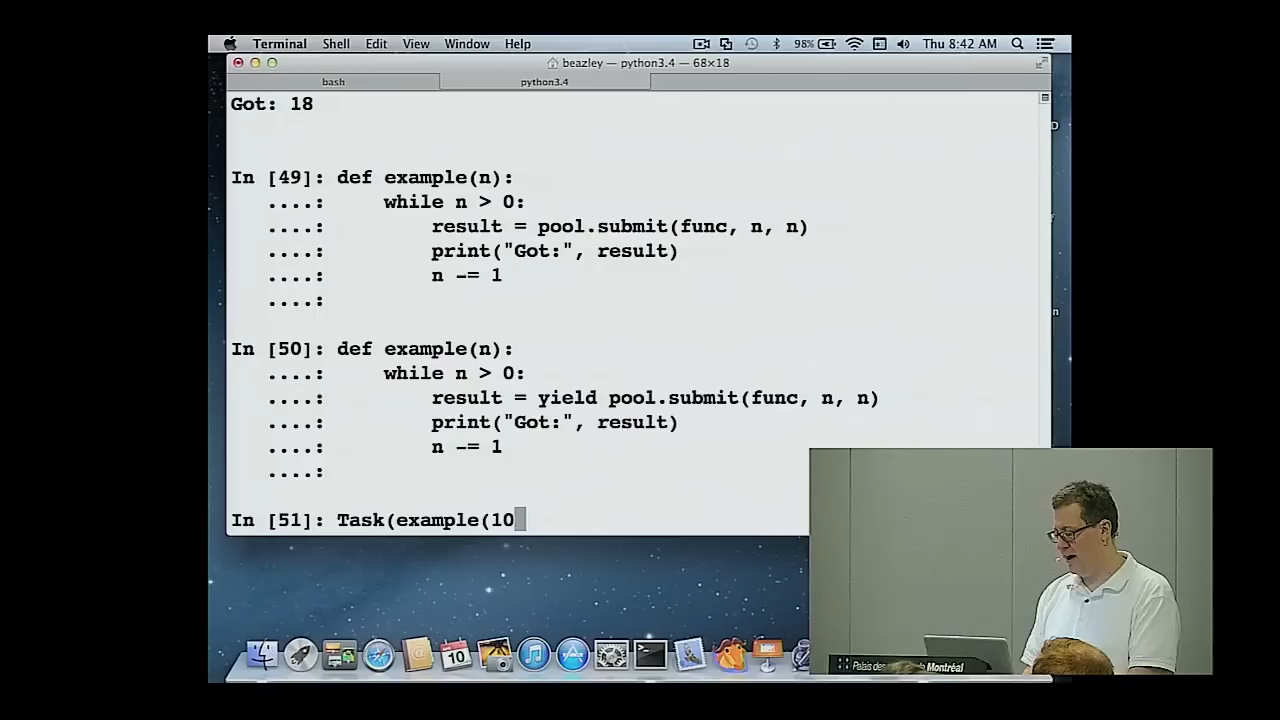 Terminal Shell Edit View Window Help 98% Thu 8:42 AM
beazley — python3.4 — 68×18
bash python3.4
Got: 18
In [49]: def example(n):
....: while n > 0:
....: result = pool.submit(func, n, n)
....: print("Got:", result)
....: n -= 1
....:
In [50]: def example(n):
....: while n > 0:
....: result = yield pool.submit(func, n, n)
....: print("Got:", result)
....: n -= 1
....:
In [51]: Task(example(10
10
Palais des Montréal